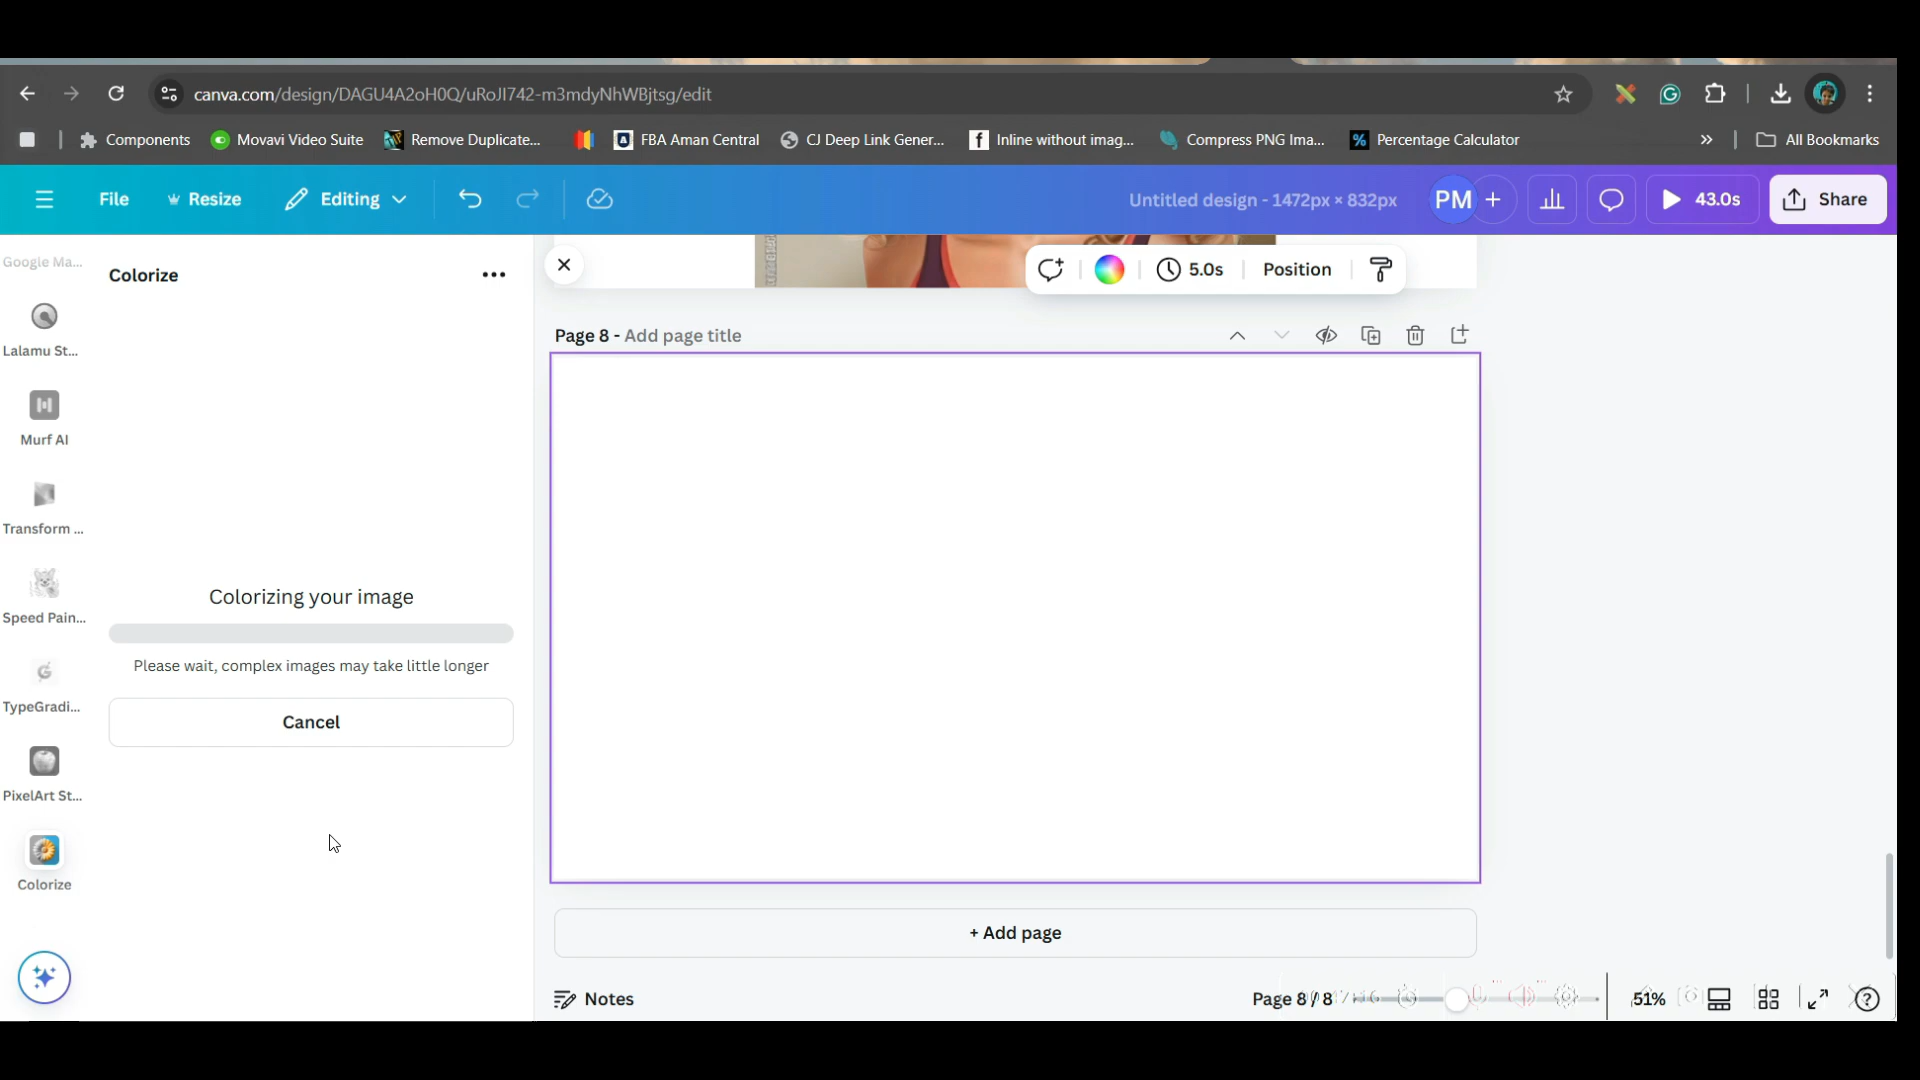 canva.com/design/DAGU4A2oH0Q/uRoJI742-m3mdyNhWBjtsg/edit
Components
Movavi Video Suite
Remove Duplicate...
FBA Aman Central
CJ Deep Link Gener...
Inline without imag...
Compress PNG Ima...
Percentage Calculator
»
All Bookmarks
File
Resize
Editing
Untitled design - 1472px × 832px
PM
43.0s
Share
Google Ma...
Lalamu St...
Murf AI
Transform ...
Speed Pain...
TypeGradi...
PixelArt St...
Colorize
Colorize
Colorizing your image
Please wait, complex images may take little longer
Cancel
5.0s
Position
Page 8 - Add page title
+ Add page
Notes
Page 8 / 8
51%